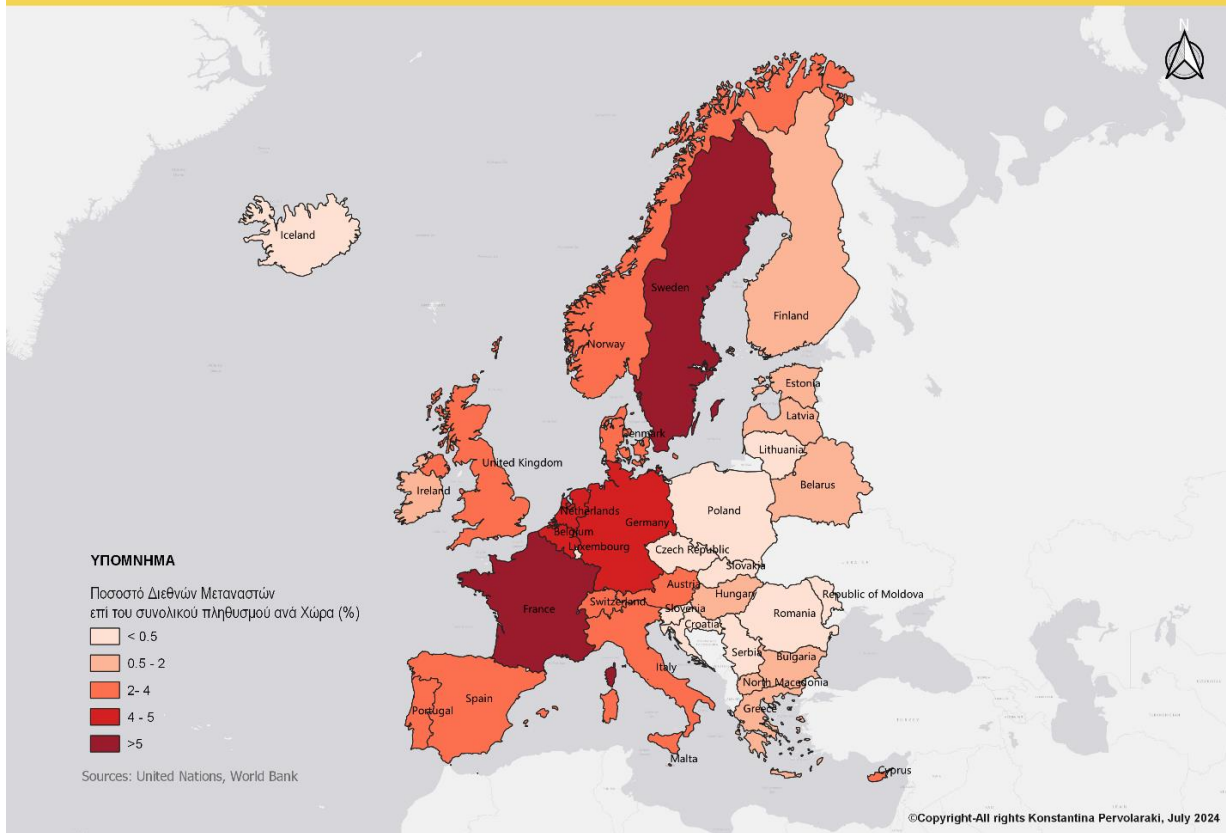 N
Iceland
Sweden
Finland
Norway
Estonia
Latvia
Denmark
Lithuania
United Kingdom
Belarus
Ireland
Netherlands
Poland
Germany
Belgium
Luxembourg
Czech Republic
Slovakia
Austria
Hungary
Republic of Moldova
Switzerland
France
Slovenia
Romania
Croatia
Serbia
Bulgaria
Italy
North Macedonia
Spain
Portugal
Greece
Malta
Cyprus
ΥΠΟΜΝΗΜΑ
Ποσοστό Διεθνών Μεταναστών
επί του συνολικού πληθυσμού ανά Χώρα (%)
< 0.5
0.5 - 2
2- 4
4 - 5
>5
Sources: United Nations, World Bank
©Copyright-All rights Konstantina Pervolaraki, July 2024